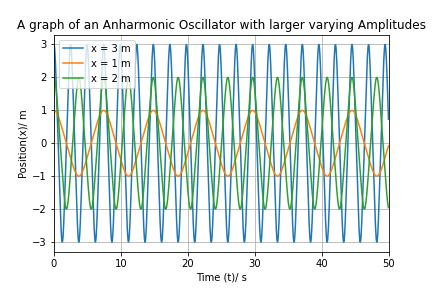 A graph of an Anharmonic Oscillator with larger varying Amplitudes
x = 3 m
x = 1 m
x = 2 m
Position(x)/ m
3
2
1
0
−1
−2
−3
0 10 20 30 40 50
Time (t)/ s